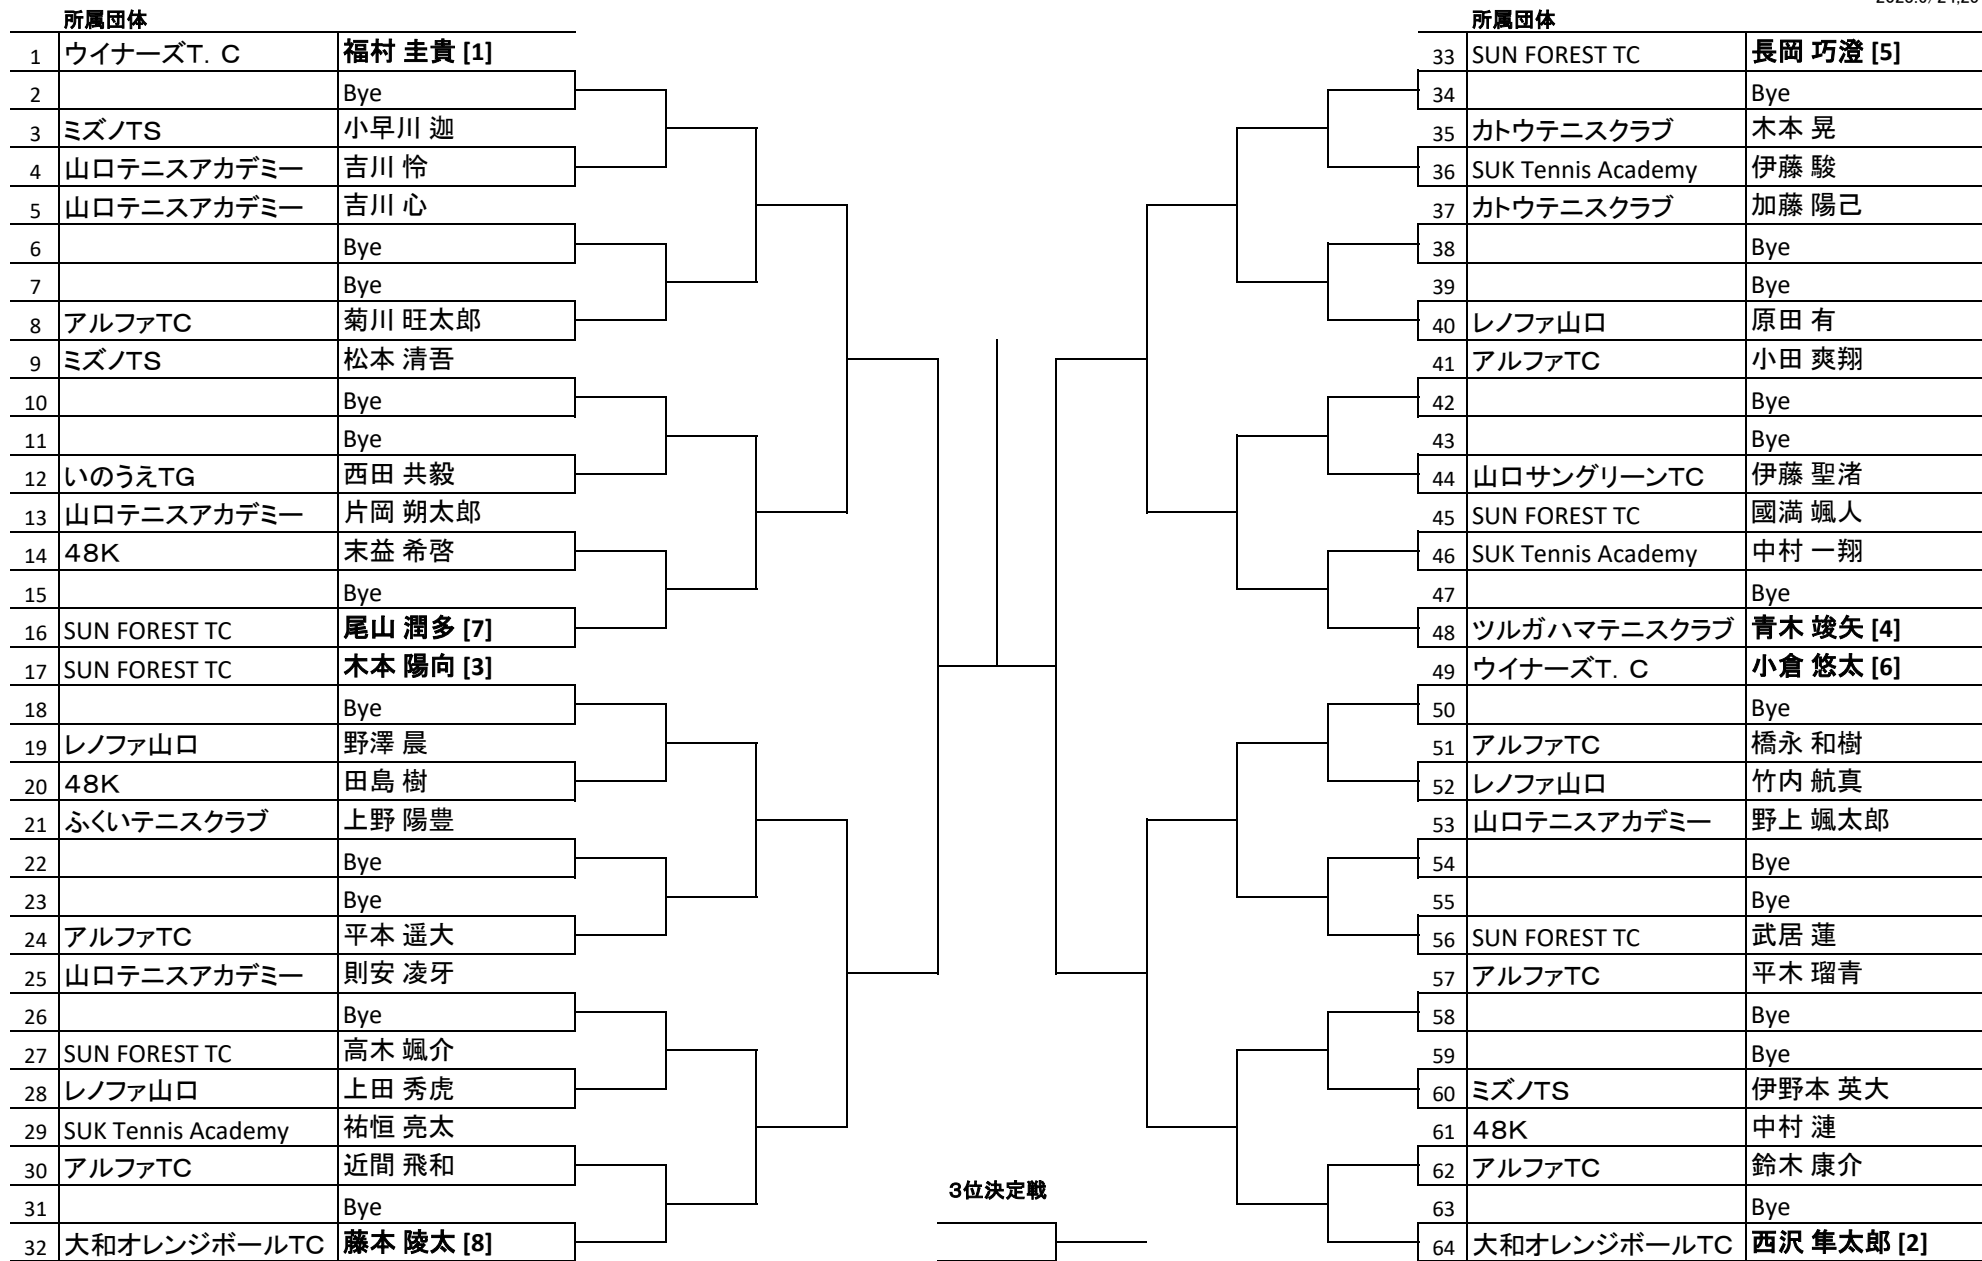 所属団体
1 ウイナーズT．C 福村 圭貴 [1]
2 Bye
3 ミズノTS 小早川 迦
4 山口テニスアカデミー 吉川 怜
5 山口テニスアカデミー 吉川 心
6 Bye
7 Bye
8 アルファTC 菊川 旺太郎
9 ミズノTS 松本 清吾
10 Bye
11 Bye
12 いのうえTG 西田 共毅
13 山口テニスアカデミー 片岡 朔太郎
14 48K 末益 希啓
15 Bye
16 SUN FOREST TC 尾山 潤多 [7]
17 SUN FOREST TC 木本 陽向 [3]
18 Bye
19 レノファ山口 野澤 晨
20 48K 田島 樹
21 ふくいテニスクラブ 上野 陽豊
22 Bye
23 Bye
24 アルファTC 平本 遥大
25 山口テニスアカデミー 則安 凌牙
26 Bye
27 SUN FOREST TC 高木 颯介
28 レノファ山口 上田 秀虎
29 SUK Tennis Academy 祐恒 亮太
30 アルファTC 近間 飛和
31 Bye
32 大和オレンジボールTC 藤本 陵太 [8]
3位決定戦
所属団体
33 SUN FOREST TC 長岡 巧澄 [5]
34 Bye
35 カトウテニスクラブ 木本 晃
36 SUK Tennis Academy 伊藤 駿
37 カトウテニスクラブ 加藤 陽己
38 Bye
39 Bye
40 レノファ山口 原田 有
41 アルファTC 小田 爽翔
42 Bye
43 Bye
44 山口サングリーンTC 伊藤 聖渚
45 SUN FOREST TC 國満 颯人
46 SUK Tennis Academy 中村 一翔
47 Bye
48 ツルガハマテニスクラブ 青木 竣矢 [4]
49 ウイナーズT．C 小倉 悠太 [6]
50 Bye
51 アルファTC 橋永 和樹
52 レノファ山口 竹内 航真
53 山口テニスアカデミー 野上 颯太郎
54 Bye
55 Bye
56 SUN FOREST TC 武居 蓮
57 アルファTC 平木 瑠青
58 Bye
59 Bye
60 ミズノTS 伊野本 英大
61 48K 中村 漣
62 アルファTC 鈴木 康介
63 Bye
64 大和オレンジボールTC 西沢 隼太郎 [2]